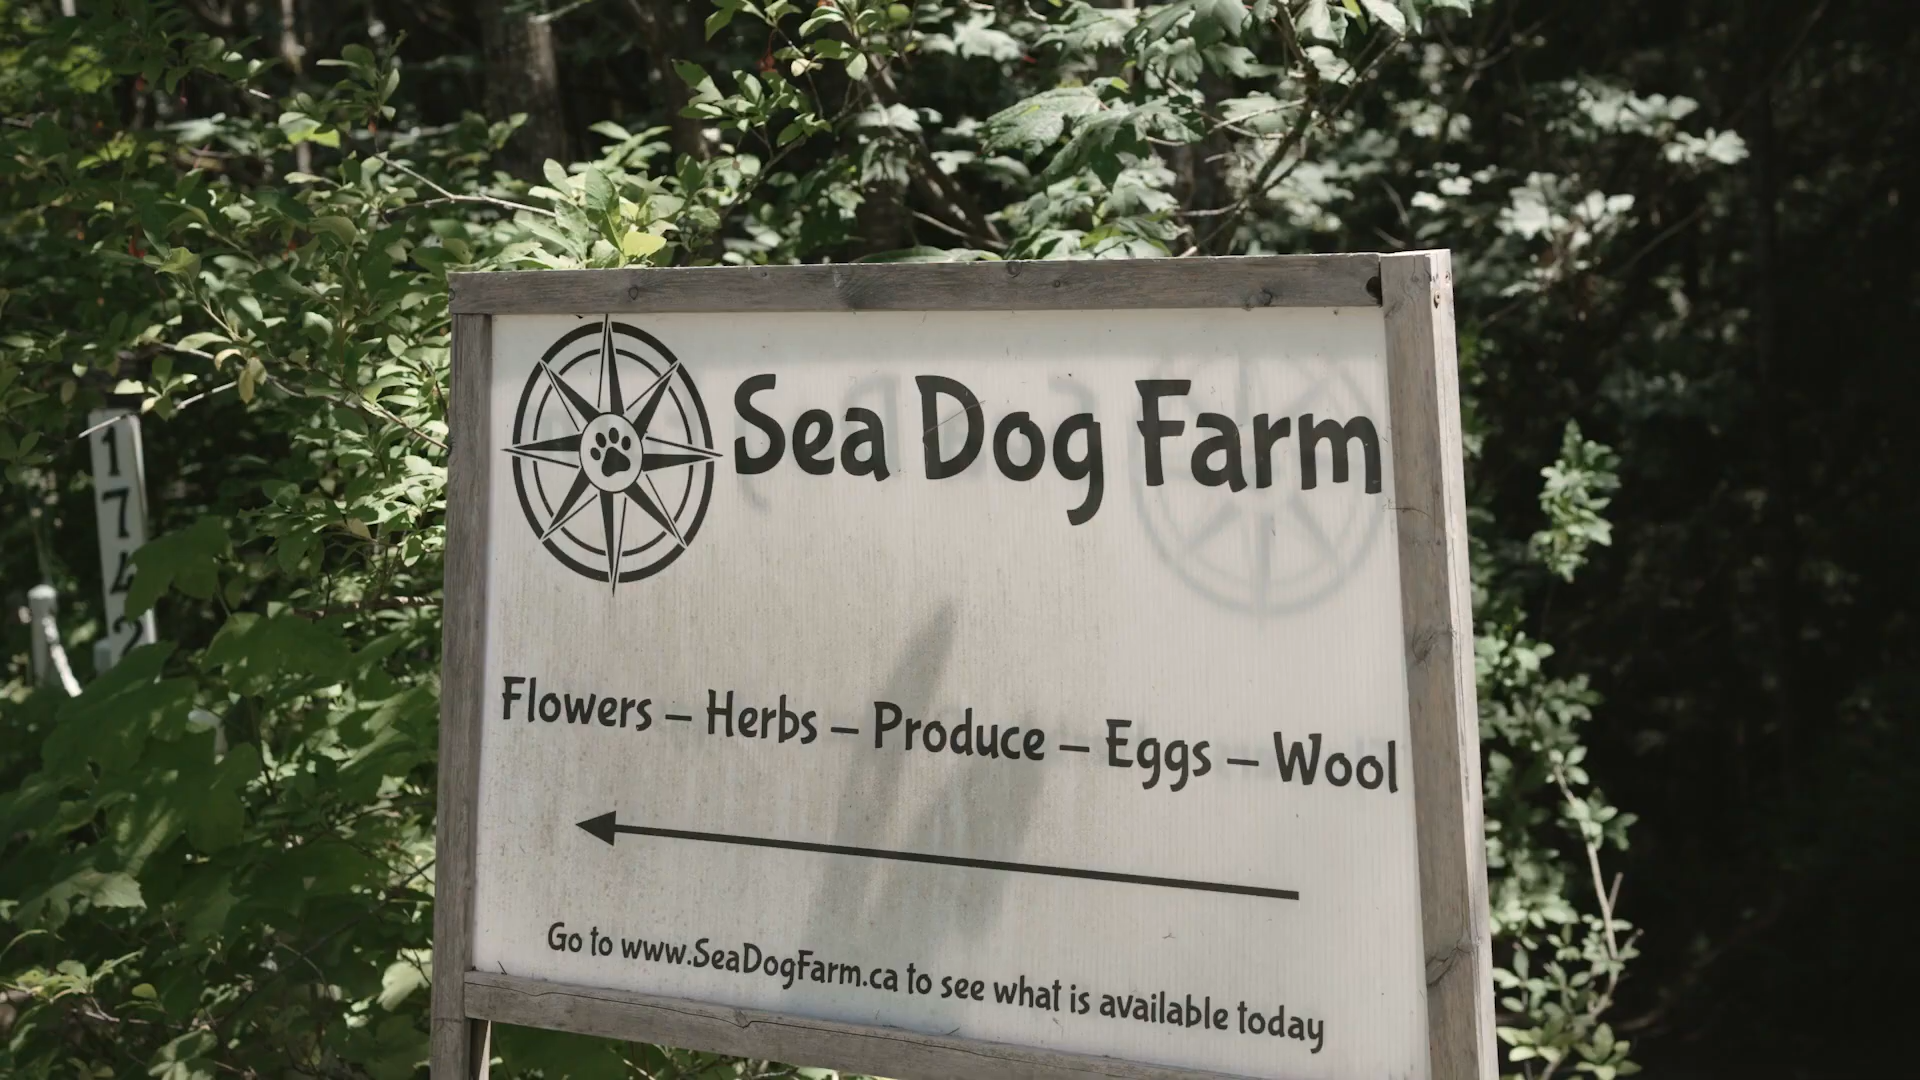 Sea Dog Farm
Flowers – Herbs – Produce – Eggs – Wool
Go to www.SeaDogFarm.ca to see what is available today
1742